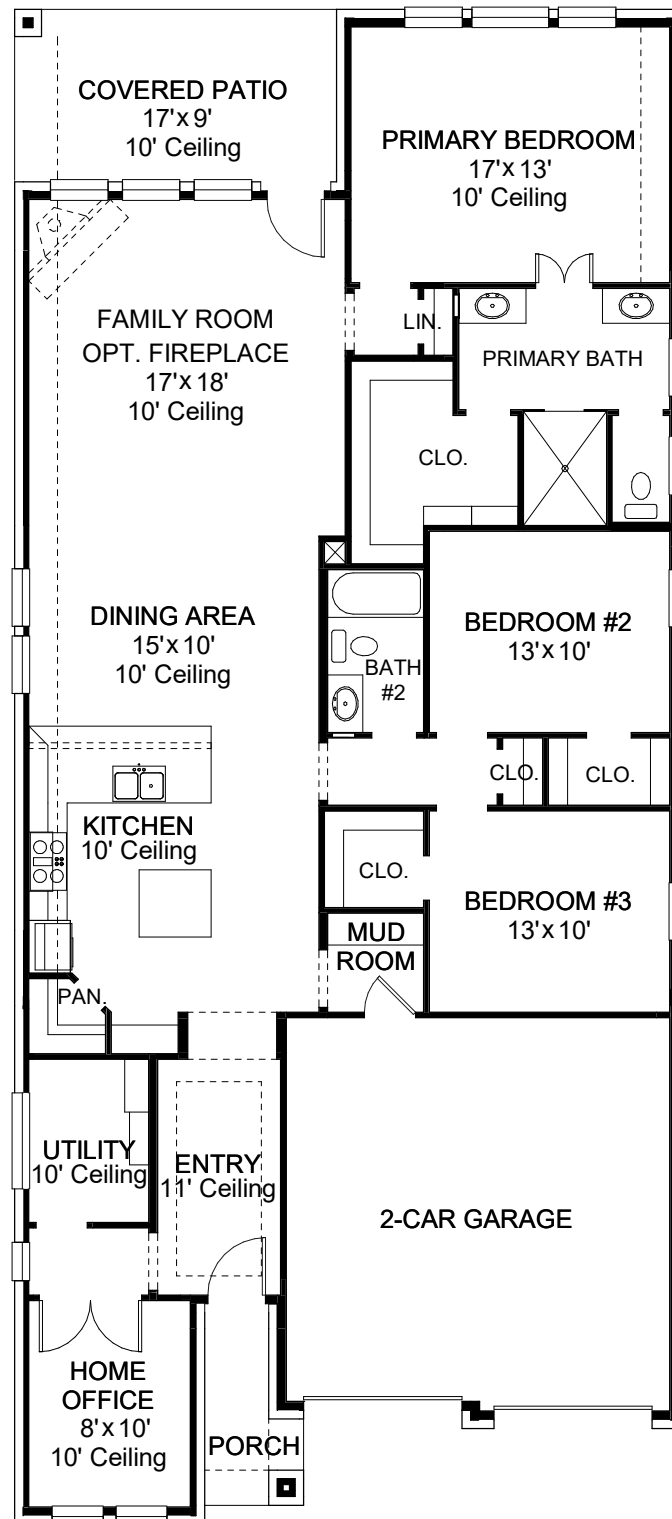 COVERED PATIO
17'x 9'
10' Ceiling
PRIMARY BEDROOM
17'x 13'
10' Ceiling
FAMILY ROOM
OPT. FIREPLACE
17'x 18'
10' Ceiling
LIN.
PRIMARY BATH
CLO.
DINING AREA
15'x 10'
10' Ceiling
BATH
#2
BEDROOM #2
13'x 10'
CLO.
CLO.
KITCHEN
10' Ceiling
CLO.
BEDROOM #3
13'x 10'
MUD
ROOM
PAN.
UTILITY
10' Ceiling
ENTRY
11' Ceiling
2-CAR GARAGE
HOME
OFFICE
8'x 10'
10' Ceiling
PORCH